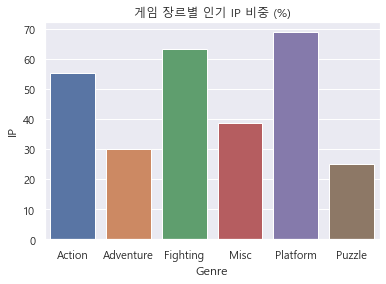 게임 장르별 인기 IP 비중 (%)
70
60
50
40
30
20
10
0
IP
Action Adventure Fighting Misc Platform Puzzle
Genre